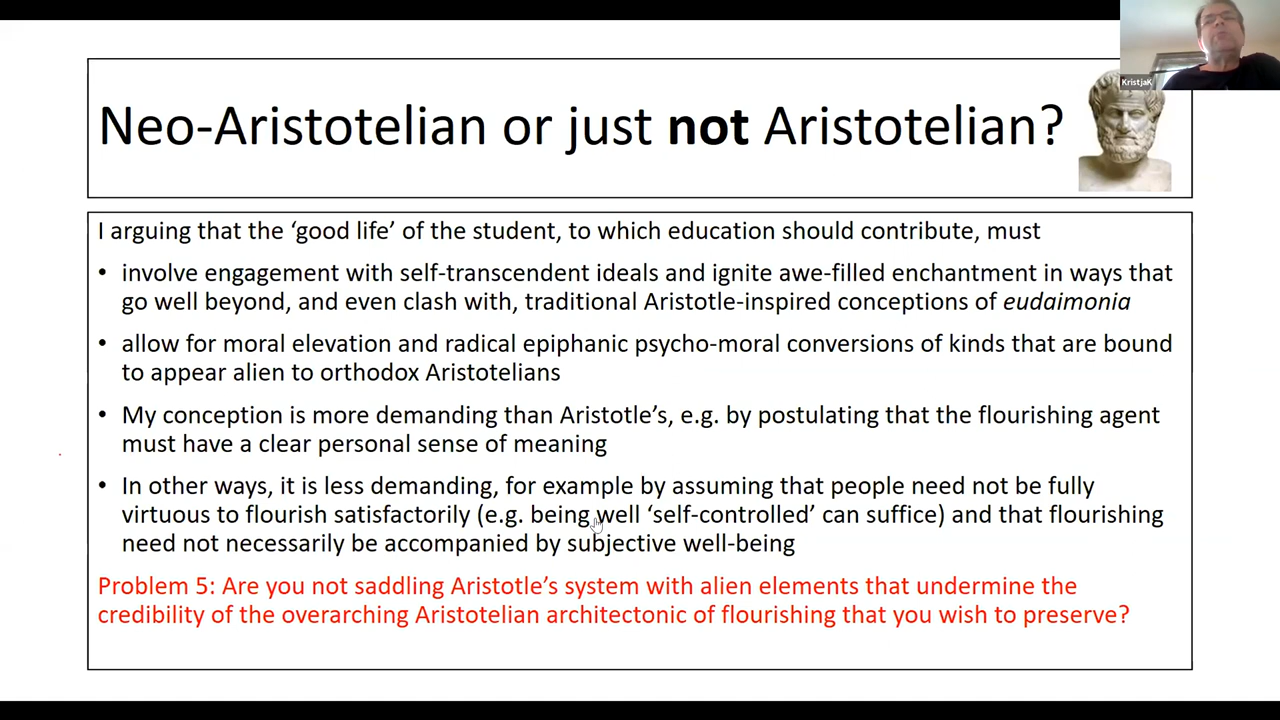 KristjaK
Neo-Aristotelian or just not Aristotelian?
I arguing that the ‘good life’ of the student, to which education should contribute, must
• involve engagement with self-transcendent ideals and ignite awe-filled enchantment in ways that
go well beyond, and even clash with, traditional Aristotle-inspired conceptions of eudaimonia
• allow for moral elevation and radical epiphanic psycho-moral conversions of kinds that are bound
to appear alien to orthodox Aristotelians
• My conception is more demanding than Aristotle’s, e.g. by postulating that the flourishing agent
must have a clear personal sense of meaning
• In other ways, it is less demanding, for example by assuming that people need not be fully
virtuous to flourish satisfactorily (e.g. being well ‘self-controlled’ can suffice) and that flourishing
need not necessarily be accompanied by subjective well-being
Problem 5: Are you not saddling Aristotle’s system with alien elements that undermine the
credibility of the overarching Aristotelian architectonic of flourishing that you wish to preserve?